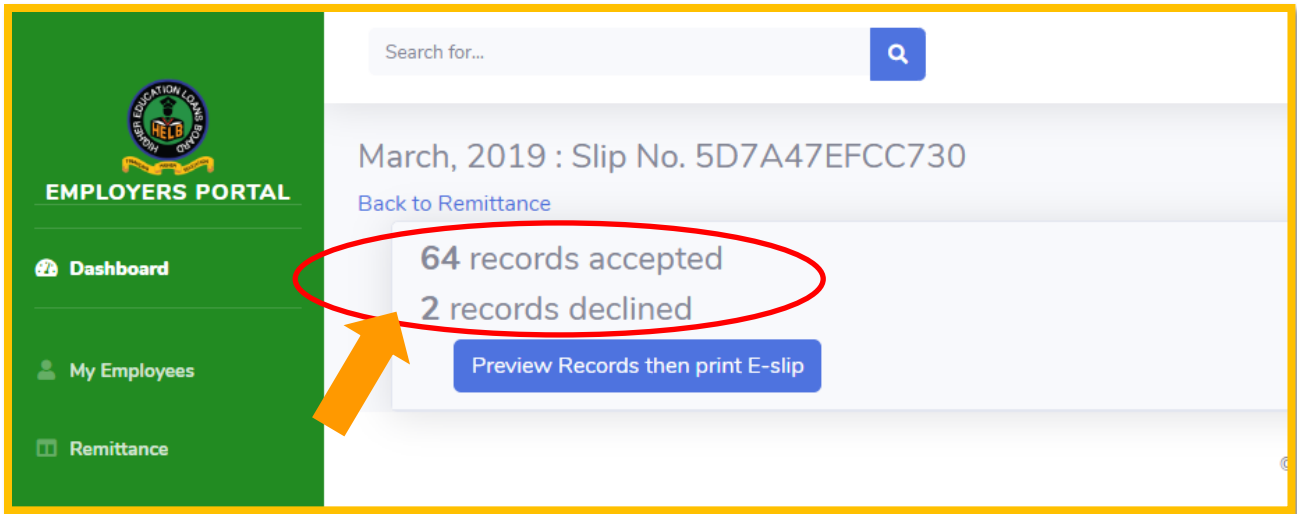 Search for...
HIGHER EDUCATION LOANS BOARD
HELB
EMPLOYERS PORTAL
Dashboard
My Employees
Remittance
March, 2019 : Slip No. 5D7A47EFCC730
Back to Remittance
64 records accepted
2 records declined
Preview Records then print E-slip
©